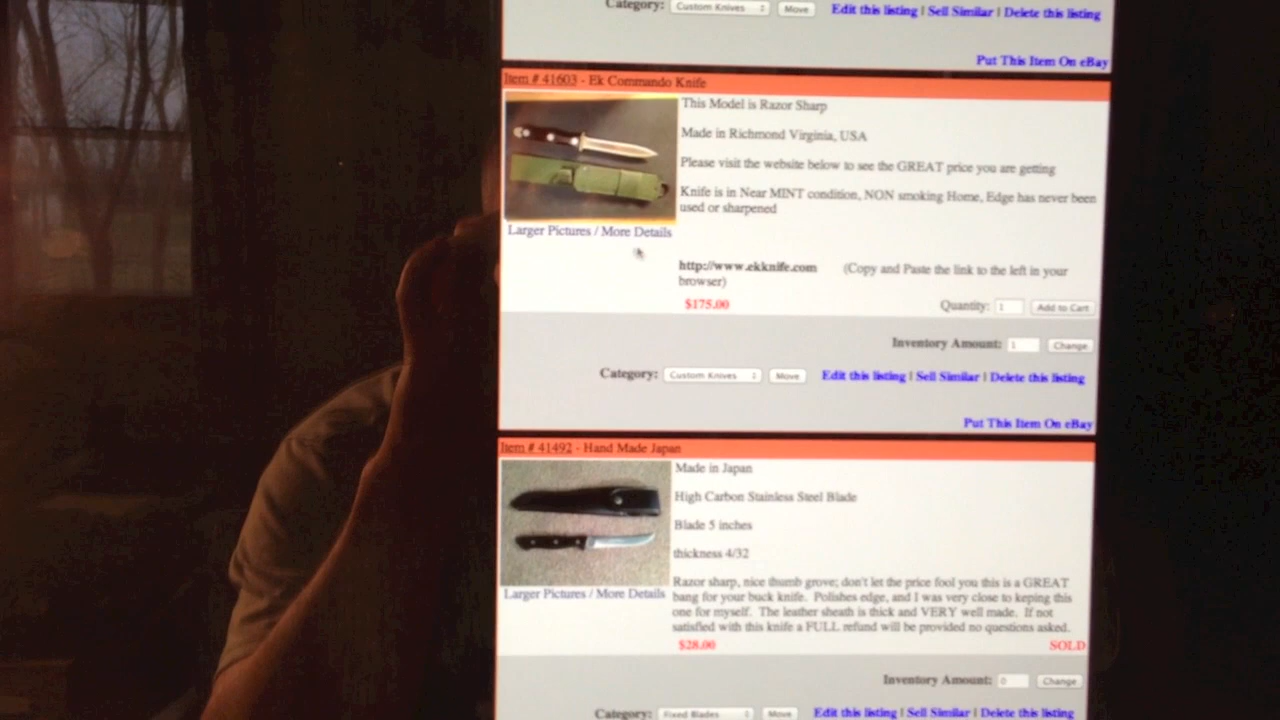 Category: Custom Knives Move Edit this listing | Sell Similar | Delete this listing
Put This Item On eBay
Item # 41603 - Ek Commando Knife
This Model is Razor Sharp
Made in Richmond Virginia, USA
Please visit the website below to see the GREAT price you are getting
Knife is in Near MINT condition, NON smoking Home, Edge has never been
used or sharpened
Larger Pictures / More Details
http://www.ekknife.com (Copy and Paste the link to the left in your
browser)
$175.00 Quantity: 1 Add to Cart
Inventory Amount: 1 Change
Category: Custom Knives Move Edit this listing | Sell Similar | Delete this listing
Put This Item On eBay
Item # 41492 - Hand Made Japan
Made in Japan
High Carbon Stainless Steel Blade
Blade 5 inches
thickness 4/32
Razor sharp, nice thumb grove; don't let the price fool you this is a GREAT
bang for your buck knife. Polishes edge, and I was very close to keping this
one for myself. The leather sheath is thick and VERY well made. If not
satisfied with this knife a FULL refund will be provided no questions asked.
Larger Pictures / More Details
$28.00 SOLD
Inventory Amount: 0 Change
Category: Fixed Blades Move Edit this listing | Sell Similar | Delete this listing